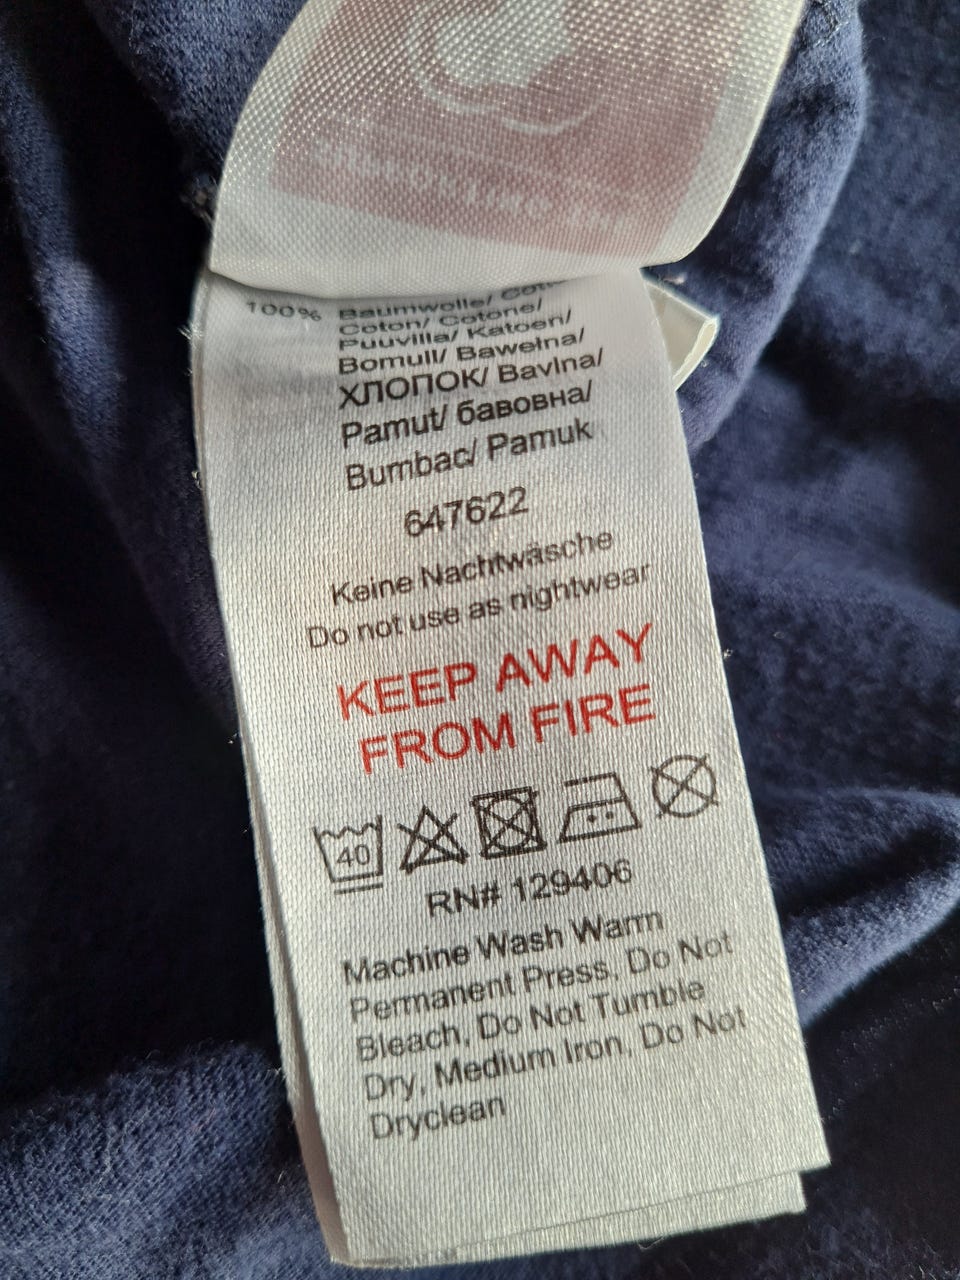 100% Baumwolle/
Coton/ Cotone/
Puuvilla/ Katoen/
Bomull/ Bawełna/
ХЛОПОК/ Bavlna/
Pamut/ бавовна/
Bumbac/ Pamuk
647622
Keine Nachtwäsche
Do not use as nightwear
KEEP AWAY
FROM FIRE
40
RN# 129406
Machine Wash Warm
Permanent Press, Do Not
Bleach, Do Not Tumble
Dry, Medium Iron, Do Not
Dryclean